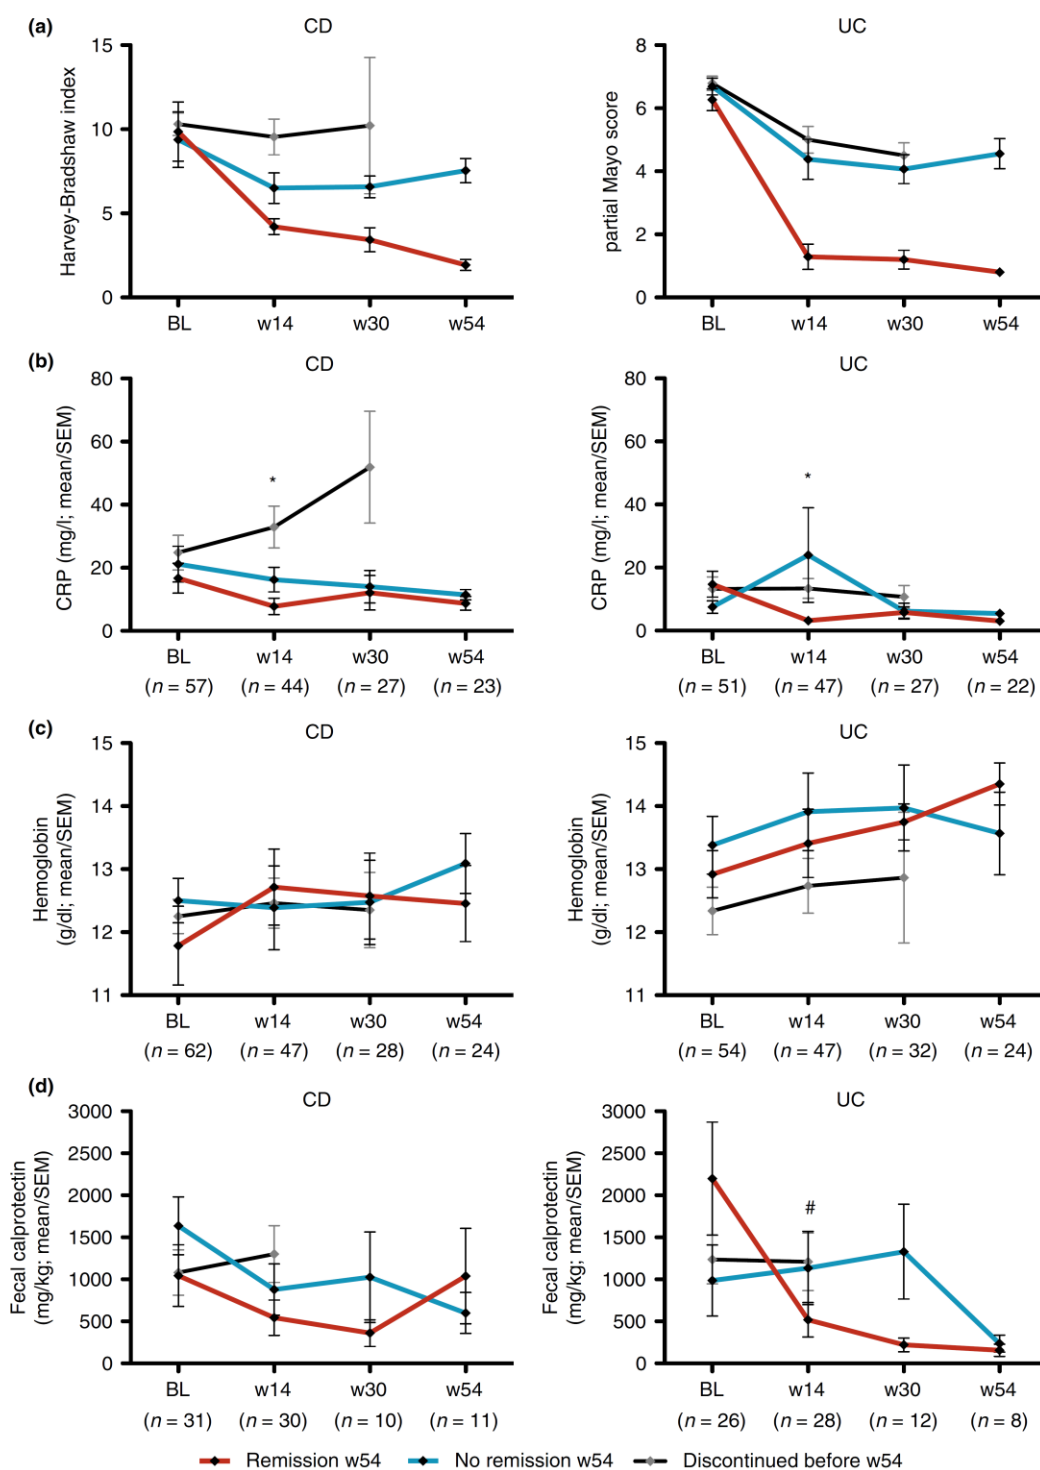 (a)
CD
Harvey-Bradshaw index
15
10
5
0
BL w14 w30 w54
UC
partial Mayo score
8
6
4
2
0
BL w14 w30 w54
(b)
CD
CRP (mg/l; mean/SEM)
80
60
40
20
0
*
BL w14 w30 w54
(n = 57) (n = 44) (n = 27) (n = 23)
UC
CRP (mg/l; mean/SEM)
80
60
40
20
0
*
BL w14 w30 w54
(n = 51) (n = 47) (n = 27) (n = 22)
(c)
CD
Hemoglobin
(g/dl; mean/SEM)
15
14
13
12
11
BL w14 w30 w54
(n = 62) (n = 47) (n = 28) (n = 24)
UC
Hemoglobin
(g/dl; mean/SEM)
15
14
13
12
11
BL w14 w30 w54
(n = 54) (n = 47) (n = 32) (n = 24)
(d)
CD
Fecal calprotectin
(mg/kg; mean/SEM)
3000
2500
2000
1500
1000
500
0
BL w14 w30 w54
(n = 31) (n = 30) (n = 10) (n = 11)
UC
Fecal calprotectin
(mg/kg; mean/SEM)
3000
2500
2000
1500
1000
500
0
#
BL w14 w30 w54
(n = 26) (n = 28) (n = 12) (n = 8)
Remission w54 No remission w54 Discontinued before w54